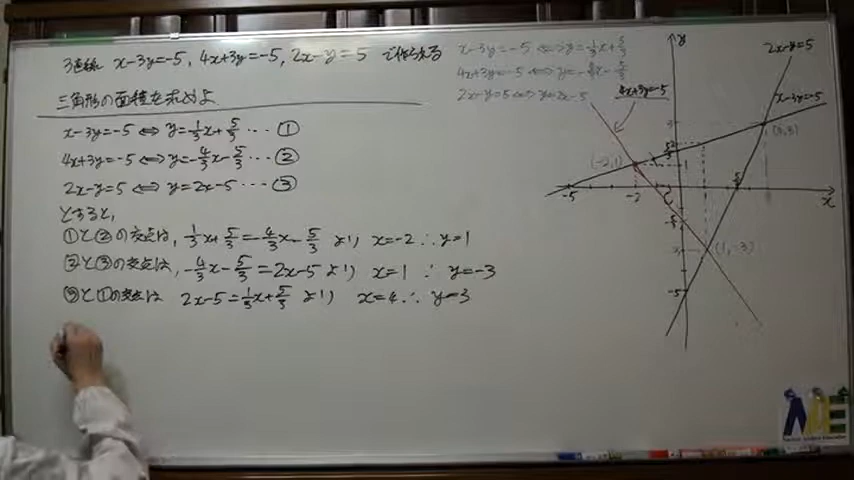 3直線 x-3y=-5, 4x+3y=-5, 2x-y=5 で作られる
三角形の面積を求めよ
x-3y=-5 ⇔ y=1/3x+5/3 … ①
4x+3y=-5 ⇔ y=-4/3x-5/3 … ②
2x-y=5 ⇔ y=2x-5 … ③
とすると,
①と②の交点は, 1/3x+5/3=-4/3x-5/3 より x=-2 ∴ y=1
②と③の交点は, -4/3x-5/3=2x-5 より x=1 ∴ y=-3
③と①の交点は 2x-5=1/3x+5/3 より x=4 ∴ y=3
x-3y=-5 ⇔ y=1/3x+5/3
4x+3y=-5 ⇔ y=-4/3x-5/3
2x-y=5 ⇔ y=2x-5
y
2x-y=5
4x+3y=-5
x-3y=-5
3
(-2,1)
1
-5
-2
x
(1,-3)
-5